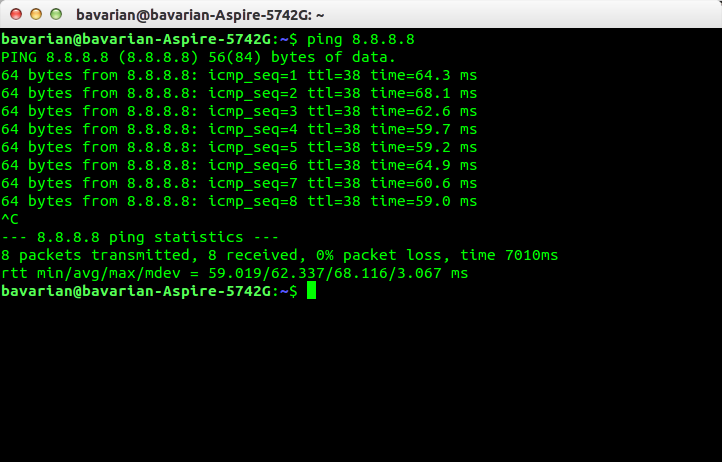 bavarian@bavarian-Aspire-5742G: ~
bavarian@bavarian-Aspire-5742G:~$ ping 8.8.8.8
PING 8.8.8.8 (8.8.8.8) 56(84) bytes of data.
64 bytes from 8.8.8.8: icmp_seq=1 ttl=38 time=64.3 ms
64 bytes from 8.8.8.8: icmp_seq=2 ttl=38 time=68.1 ms
64 bytes from 8.8.8.8: icmp_seq=3 ttl=38 time=62.6 ms
64 bytes from 8.8.8.8: icmp_seq=4 ttl=38 time=59.7 ms
64 bytes from 8.8.8.8: icmp_seq=5 ttl=38 time=59.2 ms
64 bytes from 8.8.8.8: icmp_seq=6 ttl=38 time=64.9 ms
64 bytes from 8.8.8.8: icmp_seq=7 ttl=38 time=60.6 ms
64 bytes from 8.8.8.8: icmp_seq=8 ttl=38 time=59.0 ms
^C
--- 8.8.8.8 ping statistics ---
8 packets transmitted, 8 received, 0% packet loss, time 7010ms
rtt min/avg/max/mdev = 59.019/62.337/68.116/3.067 ms
bavarian@bavarian-Aspire-5742G:~$